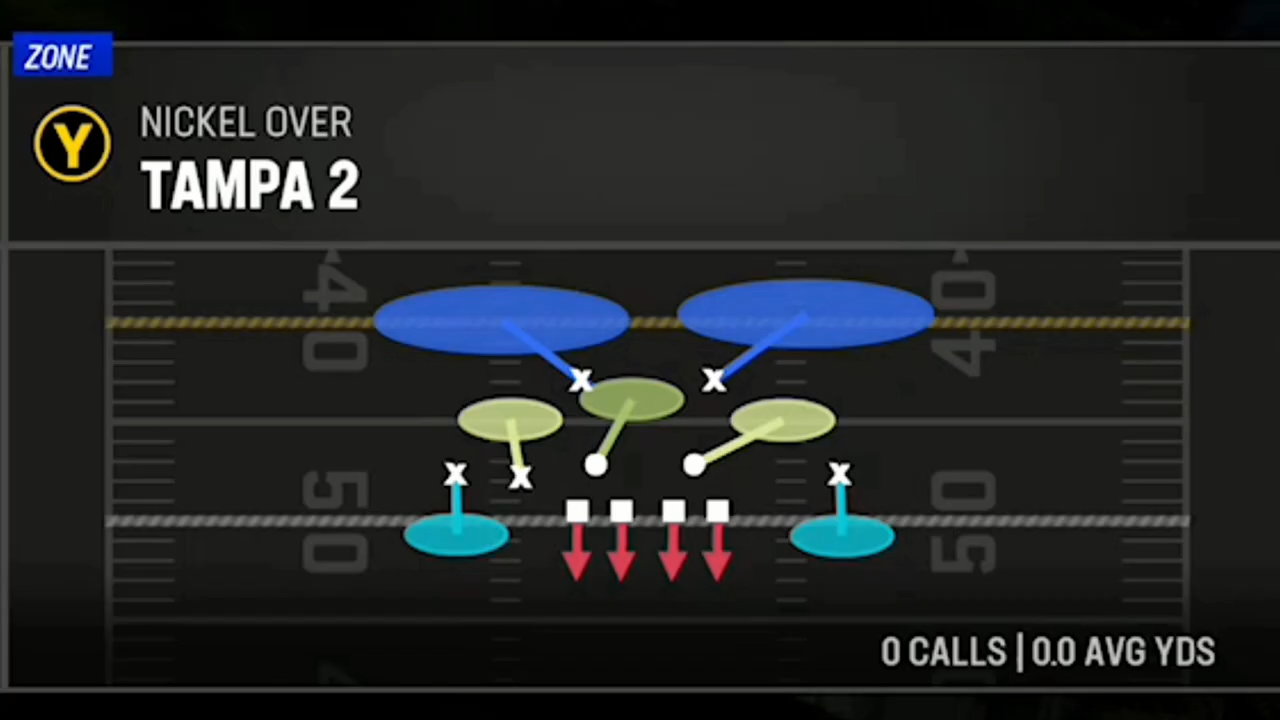 ZONE
Y
NICKEL OVER
TAMPA 2
40
40
X
X
X
X
X
50
50
0 CALLS | 0.0 AVG YDS